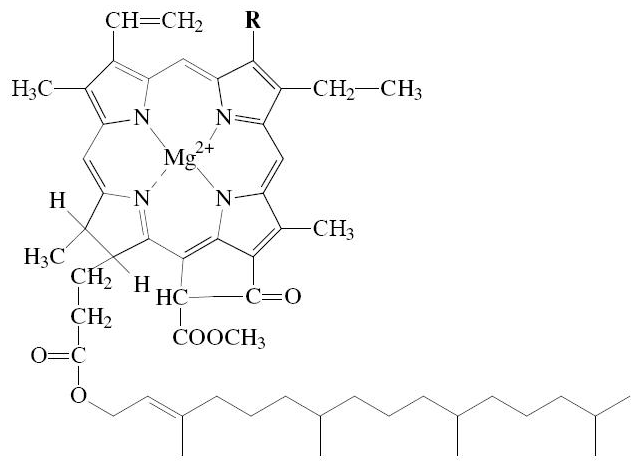 CH=CH₂ R
H₃C CH₂—CH₃
N N
Mg²⁺
H N N
CH₃
H₃C
CH₂ H HC C=O
CH₂ COOCH₃
O=C
O